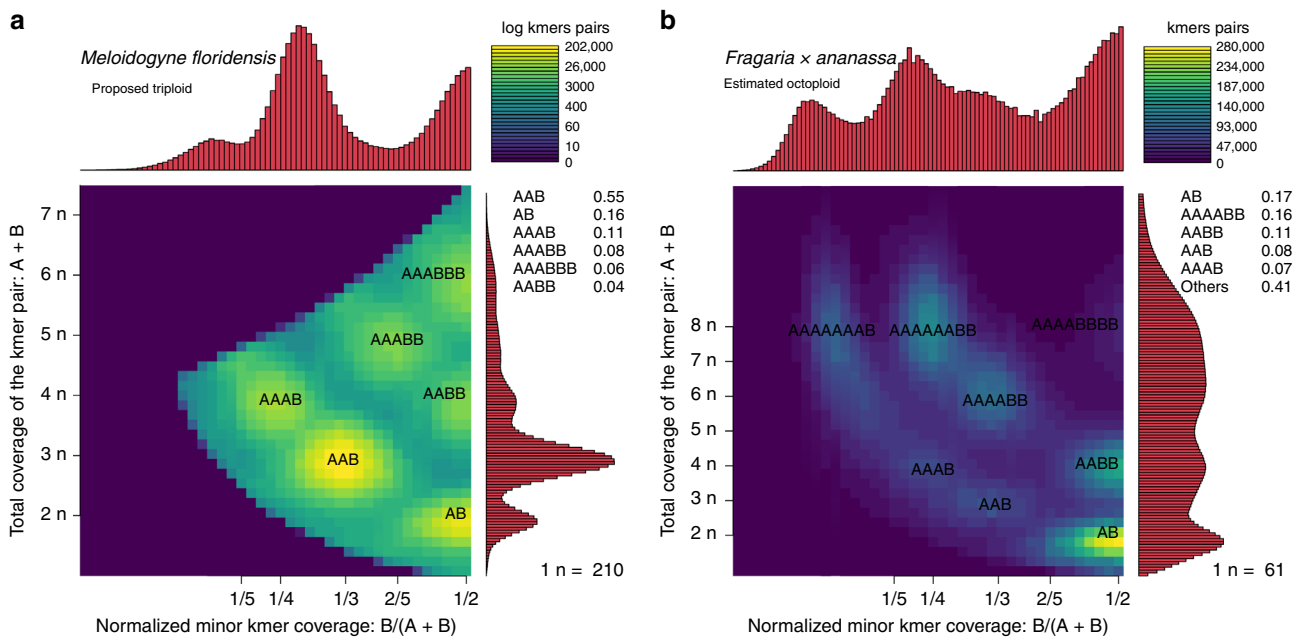 a
Meloidogyne floridensis
Proposed triploid
log kmers pairs
202,000
26,000
3000
400
60
10
0
Total coverage of the kmer pair: A + B
7 n
6 n
5 n
4 n
3 n
2 n
AAABBB
AAABB
AAAB
AABB
AAB
AB
AAB 0.55
AB 0.16
AAAB 0.11
AAABB 0.08
AAABBB 0.06
AABB 0.04
1 n = 210
1/5 1/4 1/3 2/5 1/2
Normalized minor kmer coverage: B/(A + B)
b
Fragaria × ananassa
Estimated octoploid
kmers pairs
280,000
234,000
187,000
140,000
93,000
47,000
0
Total coverage of the kmer pair: A + B
8 n
7 n
6 n
5 n
4 n
3 n
2 n
AAAAAAAB AAAAAABB AAAABBBB
AAAABB
AAAB AABB
AAB
AB
AB 0.17
AAAABB 0.16
AABB 0.11
AAB 0.08
AAAB 0.07
Others 0.41
1 n = 61
1/5 1/4 1/3 2/5 1/2
Normalized minor kmer coverage: B/(A + B)